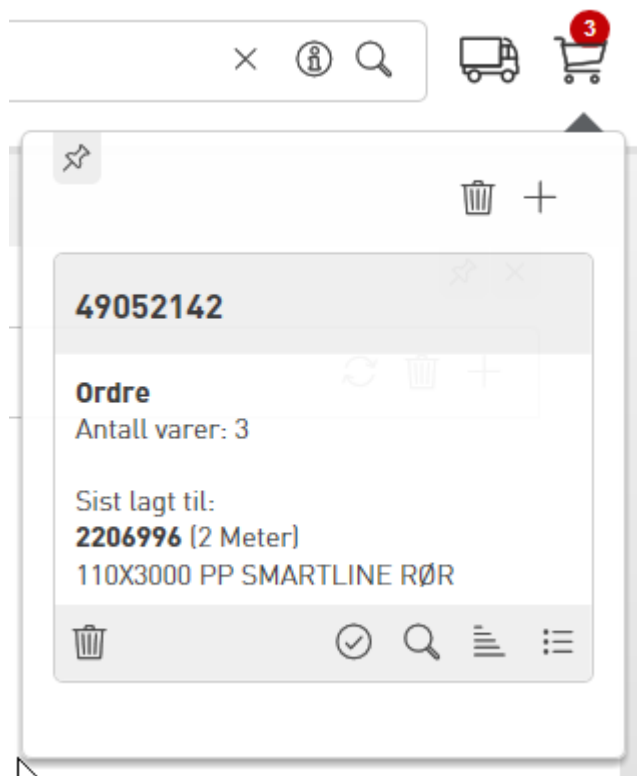 3
49052142
Ordre
Antall varer: 3
Sist lagt til:
2206996 (2 Meter)
110X3000 PP SMARTLINE RØR